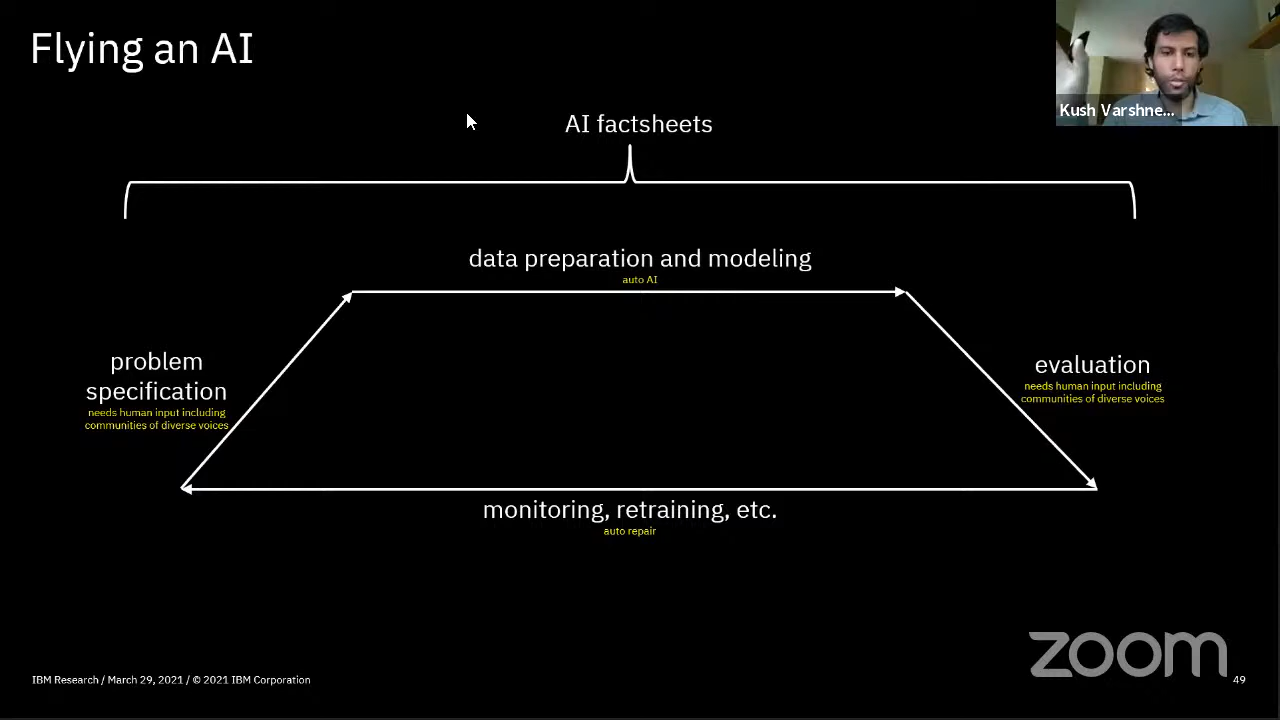 Flying an AI
Kush Varshne...
AI factsheets
data preparation and modeling
auto AI
problem
specification
needs human input including
communities of diverse voices
evaluation
needs human input including
communities of diverse voices
monitoring, retraining, etc.
auto repair
zoom
IBM Research / March 29, 2021 / © 2021 IBM Corporation
49